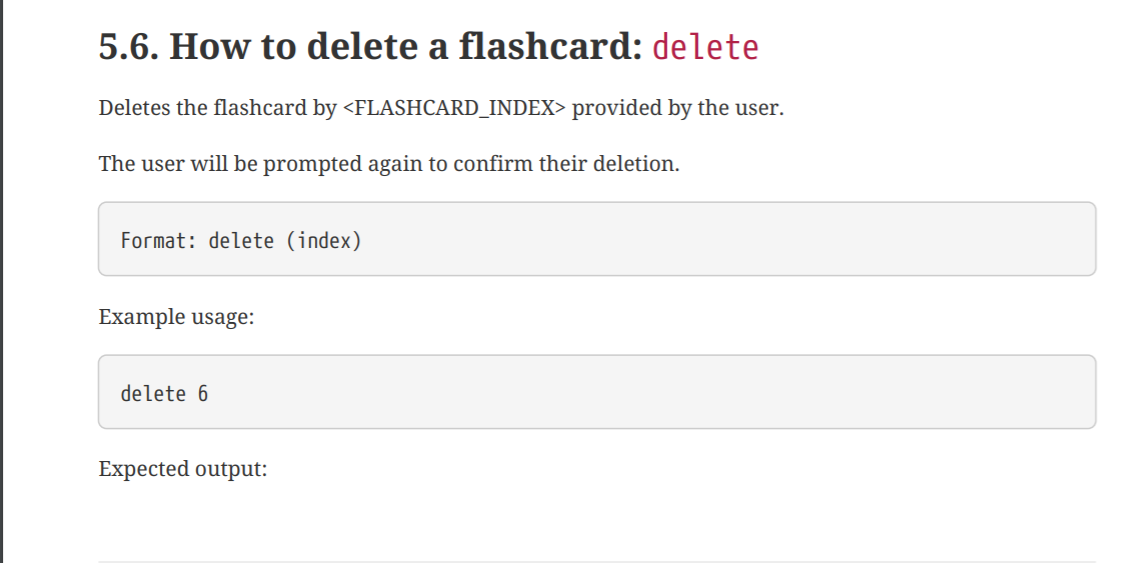 5.6. How to delete a flashcard: delete
Deletes the flashcard by <FLASHCARD_INDEX> provided by the user.
The user will be prompted again to confirm their deletion.
Format: delete (index)
Example usage:
delete 6
Expected output: